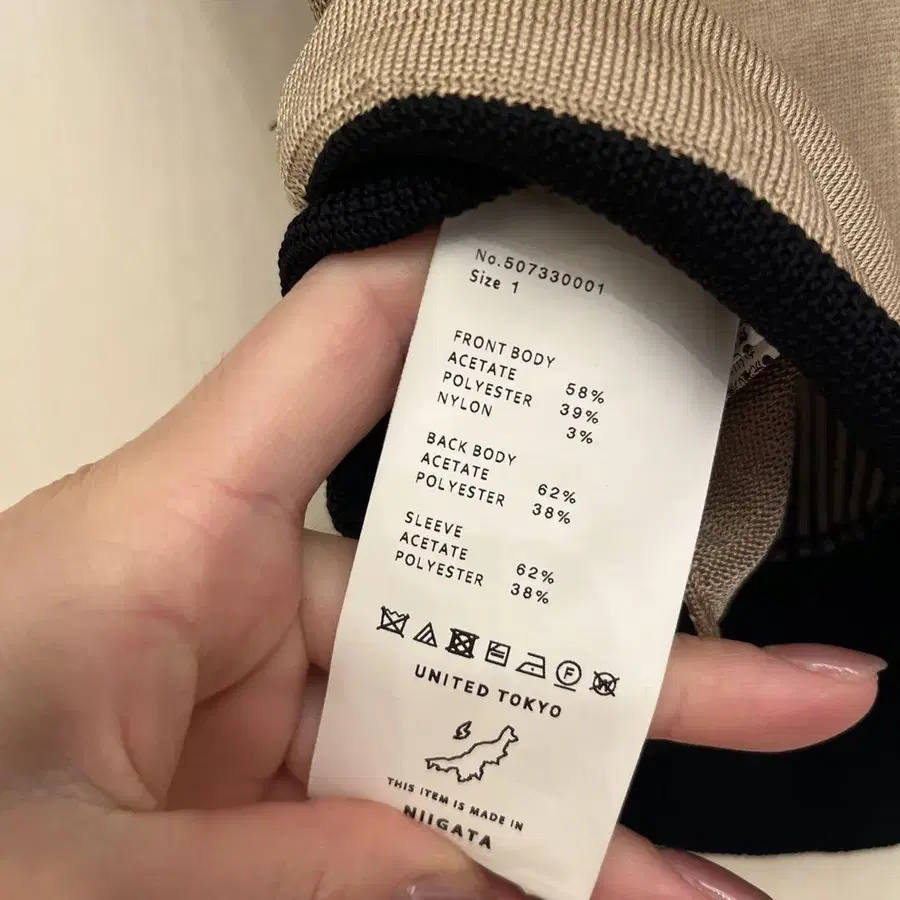 No.507330001
Size 1
FRONT BODY
ACETATE 58%
POLYESTER 39%
NYLON 3%
BACK BODY
ACETATE 62%
POLYESTER 38%
SLEEVE
ACETATE 62%
POLYESTER 38%
F W
UNITED TOKYO
THIS ITEM IS MADE IN
NIIGATA